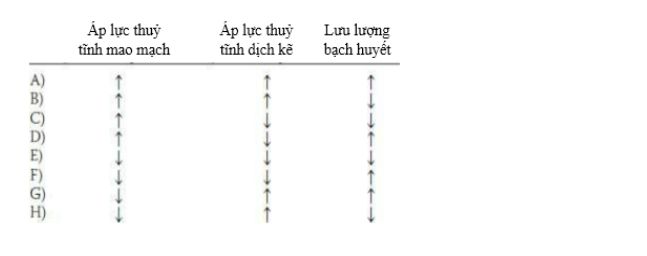 Áp lực thuỷ tĩnh mao mạch Áp lực thuỷ tĩnh dịch kẽ Lưu lượng bạch huyết
A) ↑ ↑ ↑
B) ↑ ↑ ↓
C) ↑ ↓ ↓
D) ↑ ↓ ↑
E) ↓ ↓ ↓
F) ↓ ↓ ↑
G) ↓ ↑ ↑
H) ↓ ↑ ↓